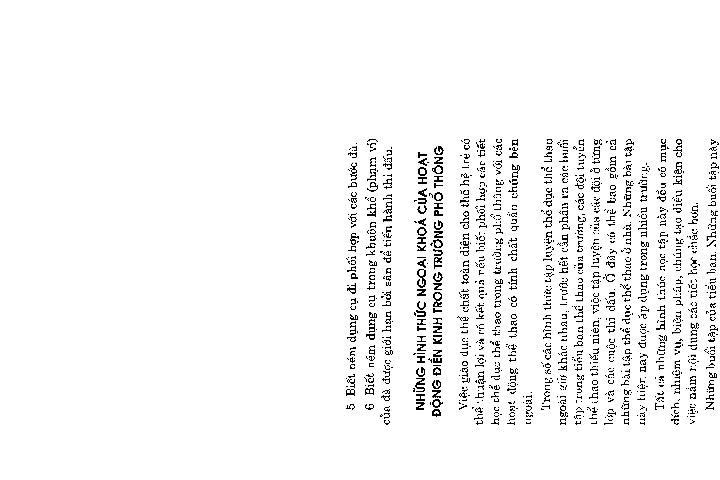 5 Biết ném dụng cụ đi phối hợp với các bước đà.
6 Biết ném dụng cụ trong khuôn khổ (phạm vi)
của đà được giới hạn bởi sân để tiến hành thi đấu.
NHỮNG HÌNH THỨC NGOẠI KHOÁ CỦA HOẠT
ĐỘNG ĐIỀN KINH TRONG TRƯỜNG PHỔ THÔNG
Việc giáo dục thể chất toàn diện cho thế hệ trẻ có
thể thuận lợi và có kết quả nếu biết phối hợp các tiết
học thể dục thể thao trong trường phổ thông với các
hoạt động thể thao có tính chất quần chúng bên
ngoài.
Trong số các hình thức tập luyện thể dục thể thao
ngoài giờ khác nhau, trước hết cần phân ra các buổi
tập trong tiểu ban thể thao của trường, các đội tuyển
thể thao thiếu niên, việc tập luyện của các đội ở từng
lớp và các cuộc thi đấu. Ở đây có thể bao gồm cả
những bài tập thể dục thể thao ở nhà. Những bài tập
này hiện nay được áp dụng trong nhiều trường.
Tất cả những hình thức học tập này đều có mục
đích, nhiệm vụ, biện pháp, chúng tạo điều kiện cho
việc nắm nội dung các tiết học chắc hơn.
Những buổi tập của tiểu ban. Những buổi tập này